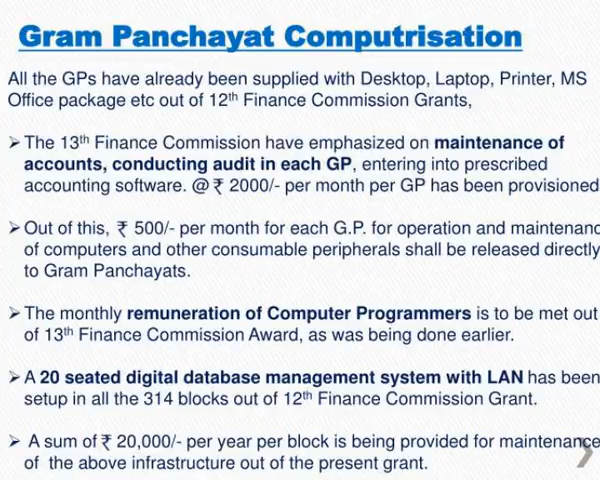 Gram Panchayat Computrisation
All the GPs have already been supplied with Desktop, Laptop, Printer, MS
Office package etc out of 12th Finance Commission Grants,
➢ The 13th Finance Commission have emphasized on maintenance of
accounts, conducting audit in each GP, entering into prescribed
accounting software. @ ₹ 2000/- per month per GP has been provisioned
➢ Out of this, ₹ 500/- per month for each G.P. for operation and maintenanc
of computers and other consumable peripherals shall be released directly
to Gram Panchayats.
➢ The monthly remuneration of Computer Programmers is to be met out
of 13th Finance Commission Award, as was being done earlier.
➢ A 20 seated digital database management system with LAN has been
setup in all the 314 blocks out of 12th Finance Commission Grant.
➢ A sum of ₹ 20,000/- per year per block is being provided for maintenance
of the above infrastructure out of the present grant.